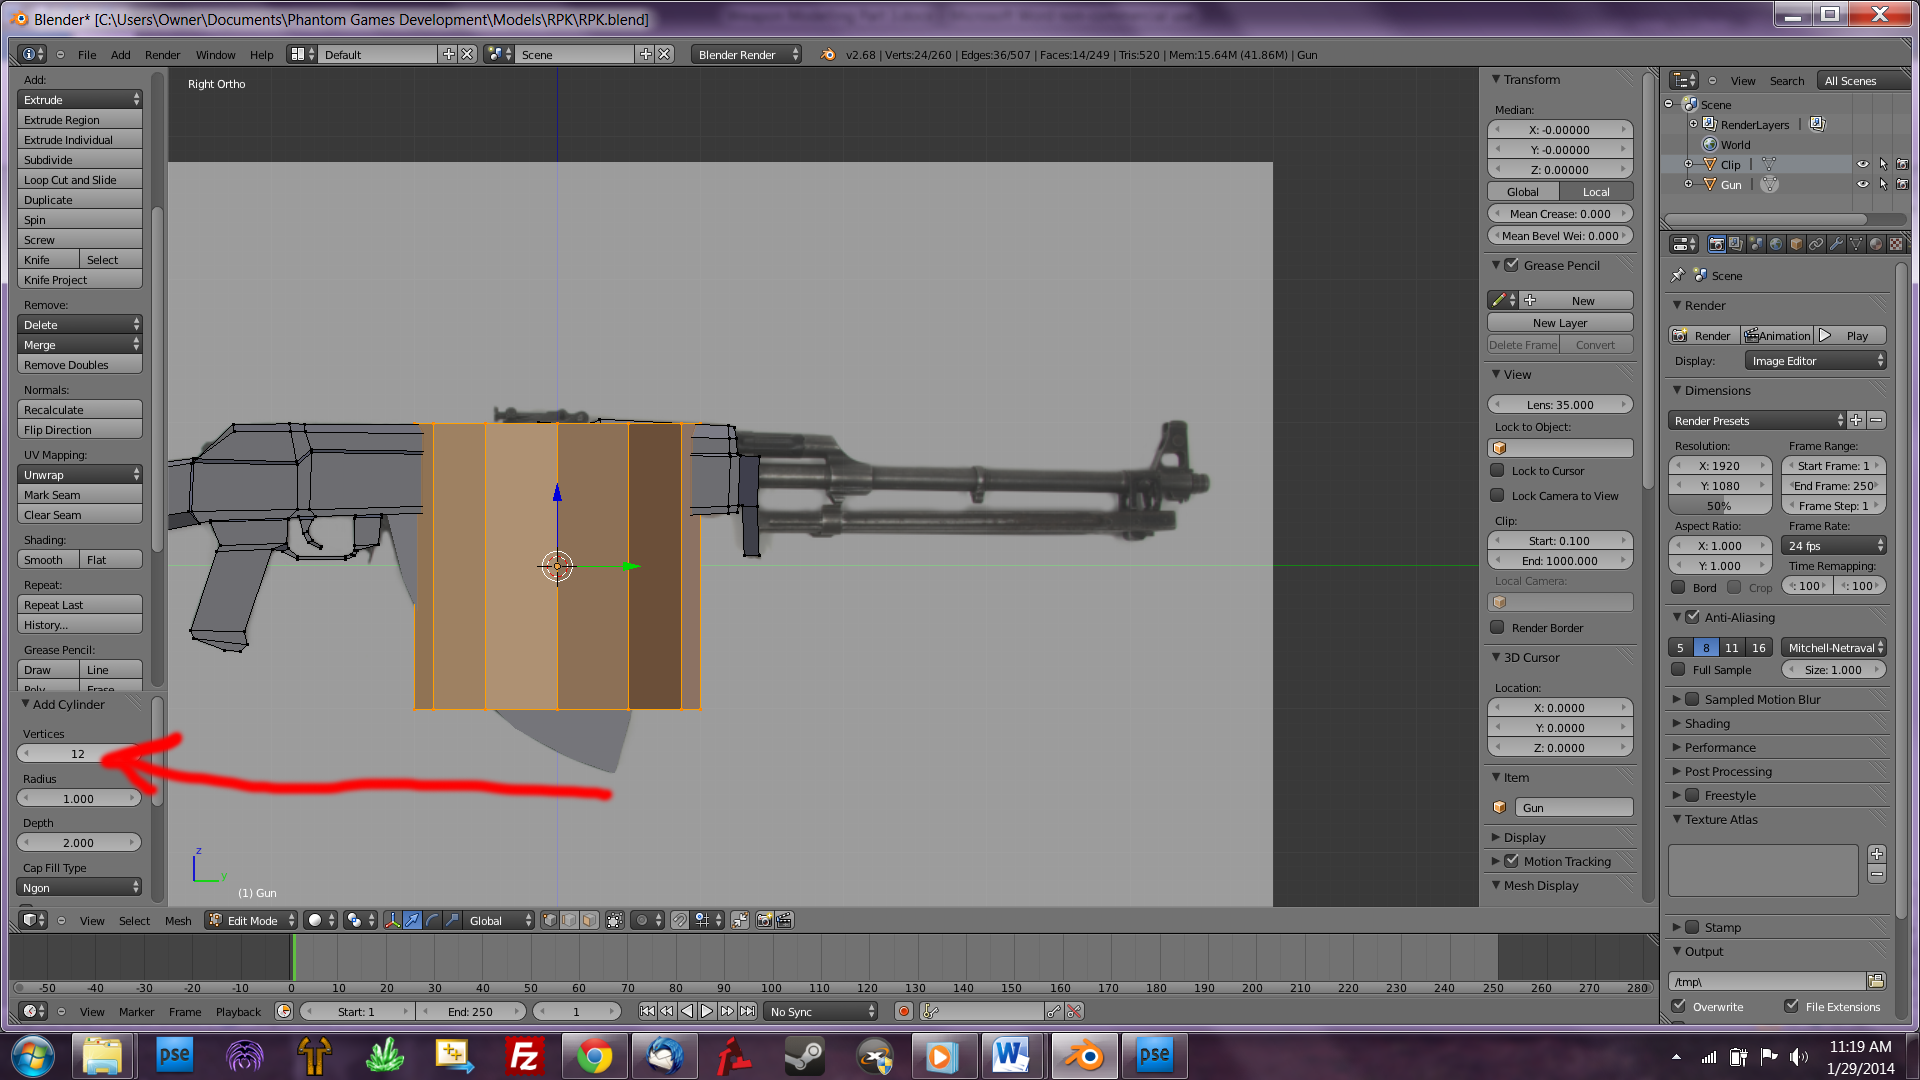 Blender* [C:\Users\Owner\Documents\Phantom Games Development\Models\RPK\RPK.blend]
File Add Render Window Help Default Scene Blender Render v2.68 | Verts:24/260 | Edges:36/507 | Faces:14/249 | Tris:520 | Mem:15.64M (41.86M) | Gun
Add:
Extrude
Extrude Region
Extrude Individual
Subdivide
Loop Cut and Slide
Duplicate
Spin
Screw
Knife Select
Knife Project
Remove:
Delete
Merge
Remove Doubles
Normals:
Recalculate
Flip Direction
UV Mapping:
Unwrap
Mark Seam
Clear Seam
Shading:
Smooth Flat
Repeat:
Repeat Last
History...
Grease Pencil:
Draw Line
Poly Erase
Add Cylinder
Vertices
12
Radius
1.000
Depth
2.000
Cap Fill Type
Ngon
Right Ortho
z
y
(1) Gun
Transform
Median:
X: -0.00000
Y: -0.00000
Z: 0.00000
Global Local
Mean Crease: 0.000
Mean Bevel Wei: 0.000
Grease Pencil
New
New Layer
Delete Frame Convert
View
Lens: 35.000
Lock to Object:
Lock to Cursor
Lock Camera to View
Clip:
Start: 0.100
End: 1000.000
Local Camera:
Render Border
3D Cursor
Location:
X: 0.0000
Y: 0.0000
Z: 0.0000
Item
Gun
Display
Motion Tracking
Mesh Display
View Search All Scenes
Scene
RenderLayers
World
Clip
Gun
Scene
Render
Render Animation Play
Display: Image Editor
Dimensions
Render Presets
Resolution: Frame Range:
X: 1920 Start Frame: 1
Y: 1080 End Frame: 250
50% Frame Step: 1
Aspect Ratio: Frame Rate:
X: 1.000 24 fps
Y: 1.000 Time Remapping:
Bord Crop : 100 : 100
Anti-Aliasing
5 8 11 16 Mitchell-Netraval
Full Sample Size: 1.000
Sampled Motion Blur
Shading
Performance
Post Processing
Freestyle
Texture Atlas
Stamp
Output
/tmp\
Overwrite File Extensions
View Select Mesh Edit Mode Global
-50 -40 -30 -20 -10 0 10 20 30 40 50 60 70 80 90 100 110 120 130 140 150 160 170 180 190 200 210 220 230 240 250 260 270 280
View Marker Frame Playback Start: 1 End: 250 1 No Sync
pse Fz W pse
11:19 AM
1/29/2014